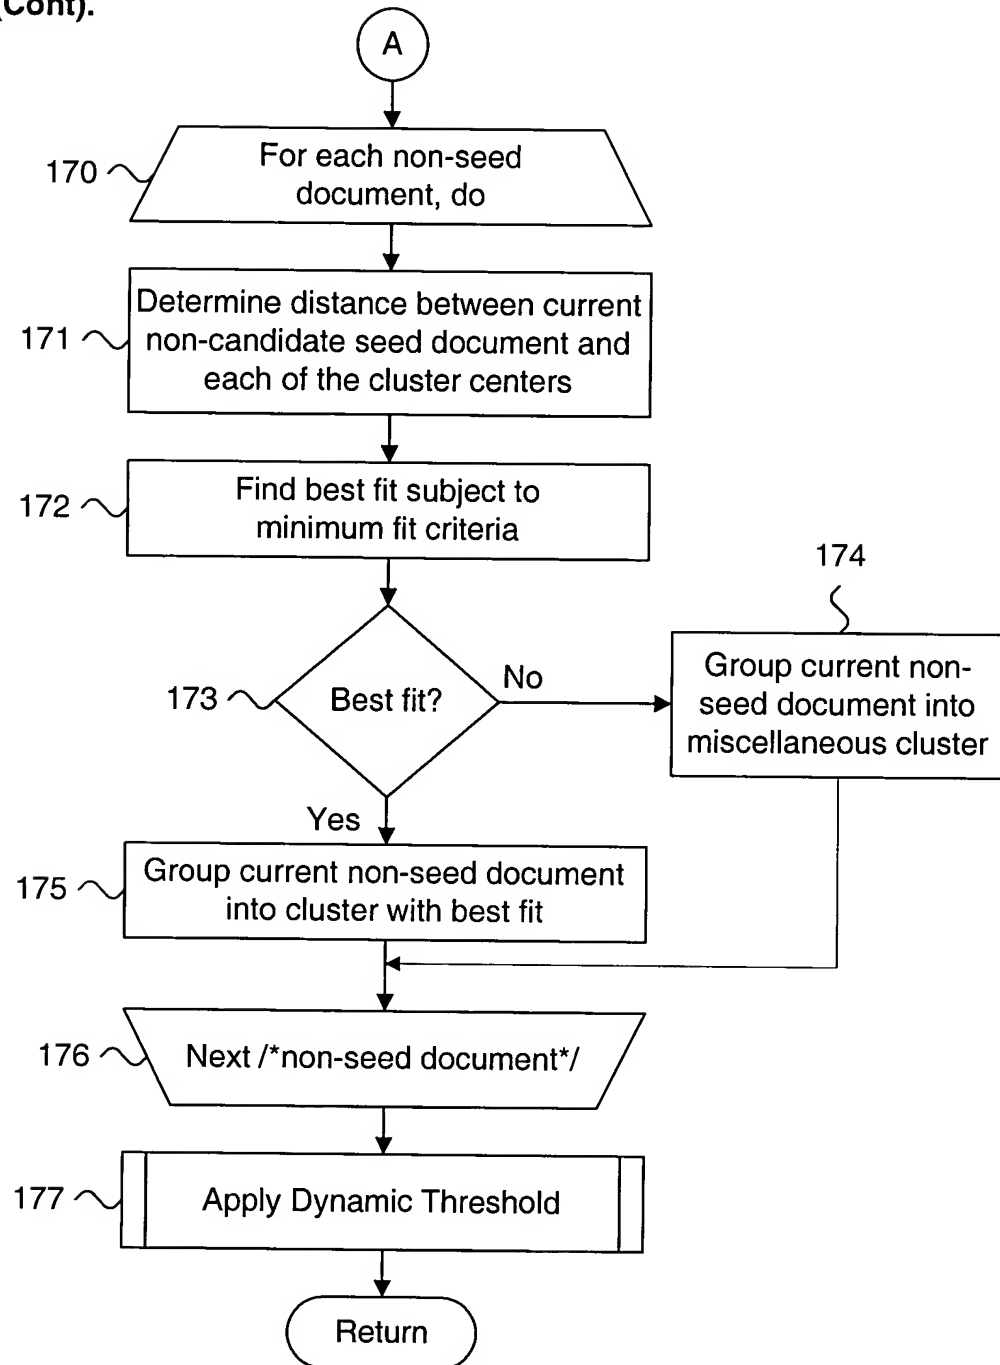 (Cont).
A
170
For each non-seed
document, do
171
Determine distance between current
non-candidate seed document and
each of the cluster centers
172
Find best fit subject to
minimum fit criteria
173
Best fit?
No
174
Group current non-
seed document into
miscellaneous cluster
Yes
175
Group current non-seed document
into cluster with best fit
176
Next /*non-seed document*/
177
Apply Dynamic Threshold
Return